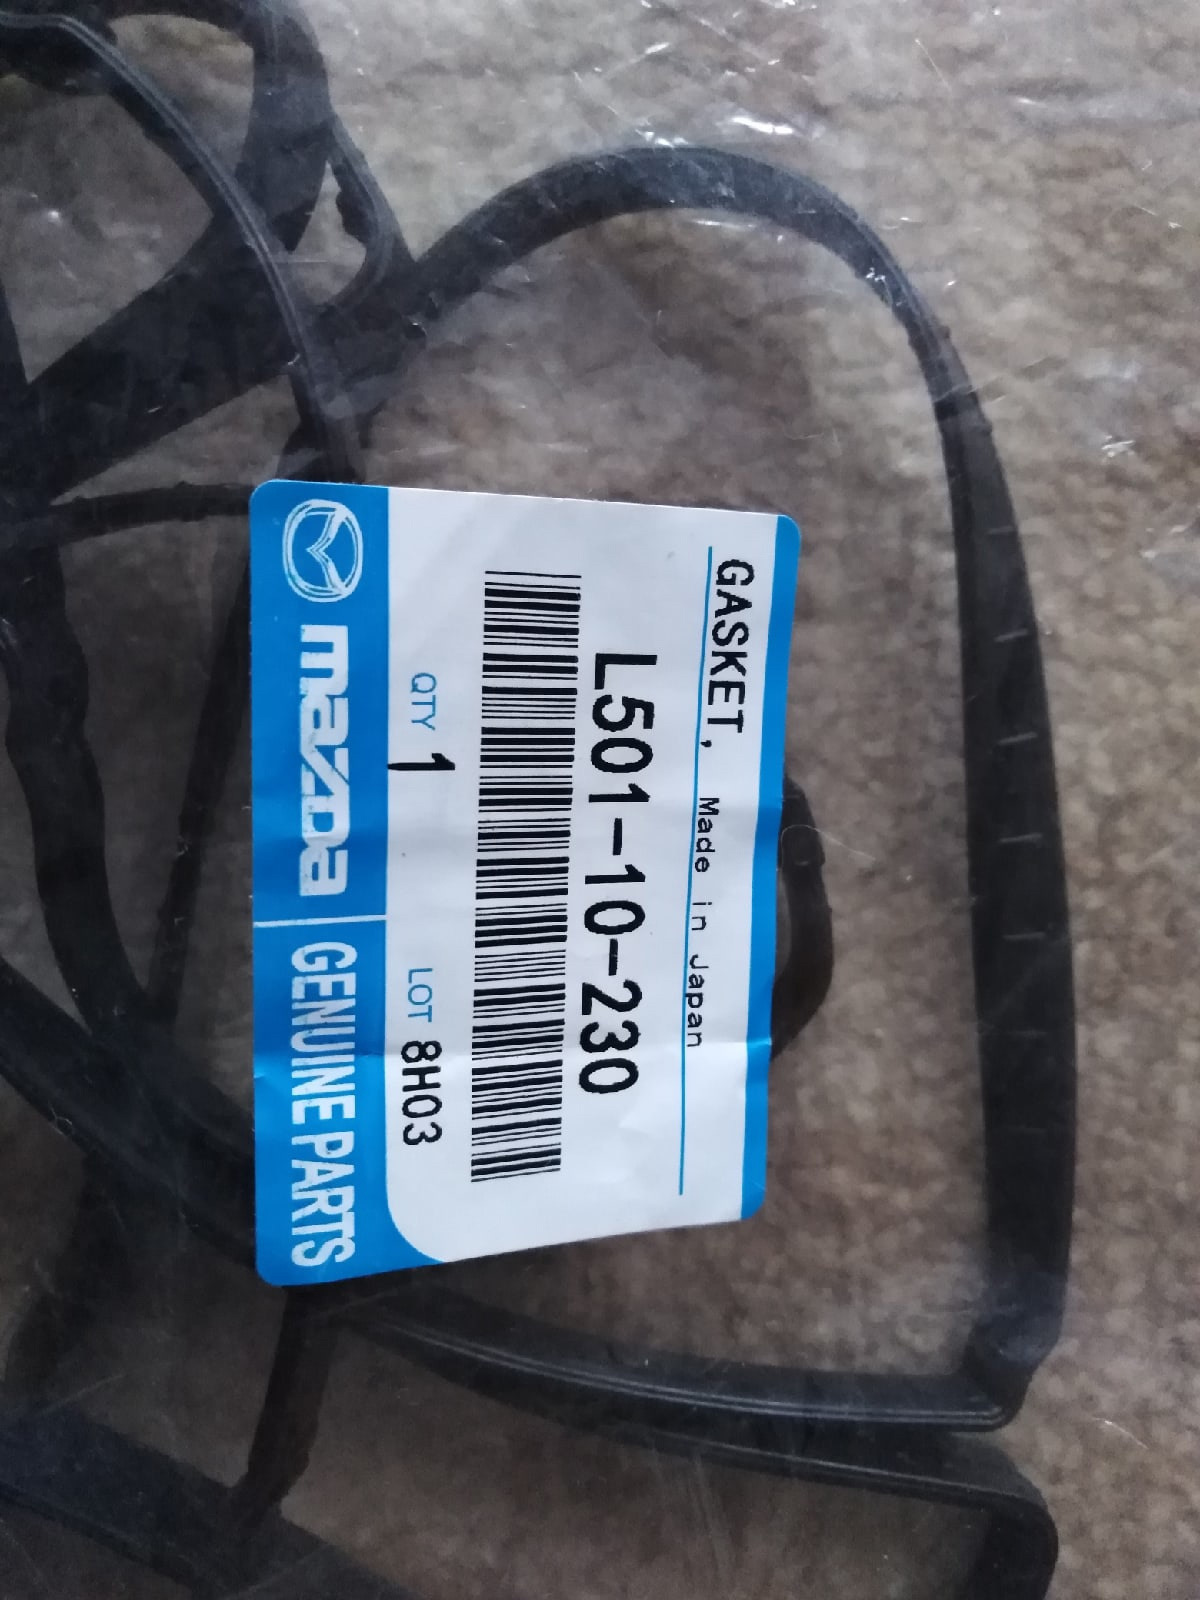 GASKET, Made in Japan
L501-10-230
QTY 1 LOT 8H03
mazda GENUINE PARTS